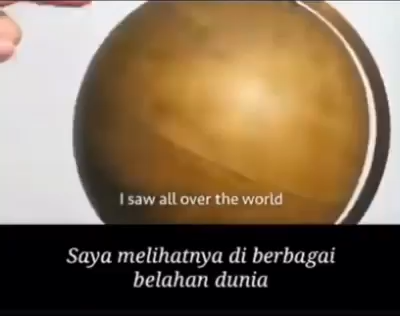 I saw all over the world
Saya melihatnya di berbagai
belahan dunia